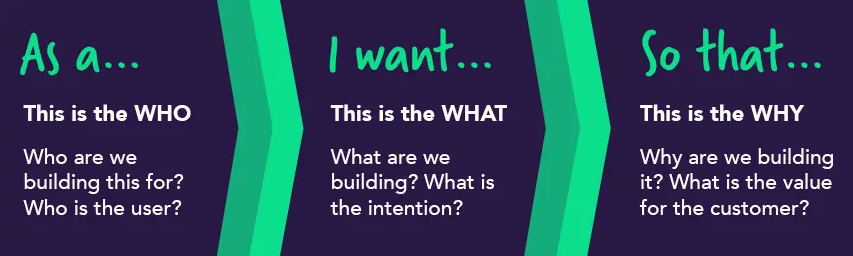 As a...
This is the WHO
Who are we
building this for?
Who is the user?
I want...
This is the WHAT
What are we
building? What is
the intention?
So that...
This is the WHY
Why are we building
it? What is the value
for the customer?